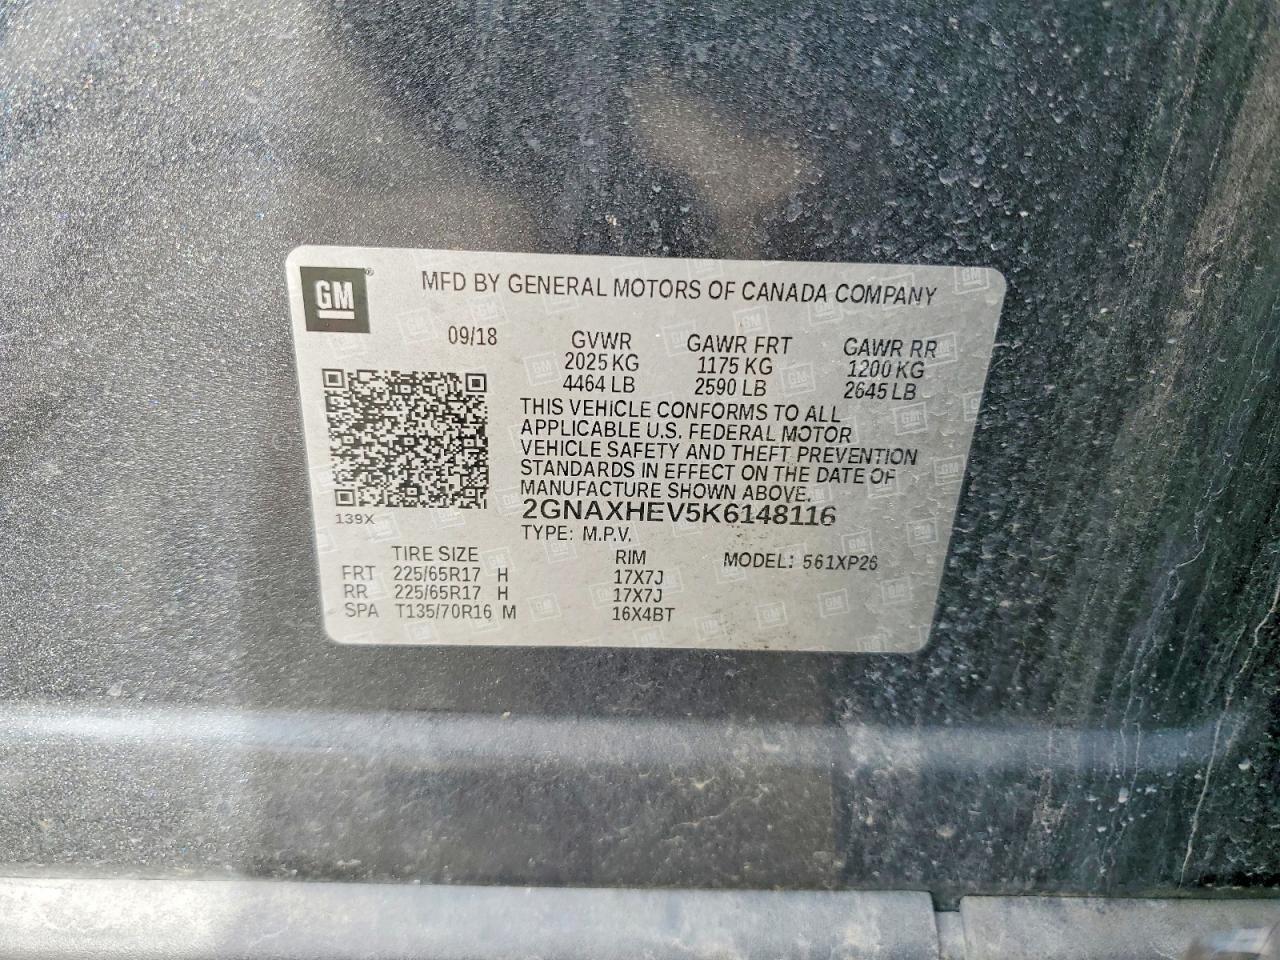 GM®
MFD BY GENERAL MOTORS OF CANADA COMPANY
09/18 GVWR GAWR FRT GAWR RR
2025 KG 1175 KG 1200 KG
4464 LB 2590 LB 2645 LB
THIS VEHICLE CONFORMS TO ALL
APPLICABLE U.S. FEDERAL MOTOR
VEHICLE SAFETY AND THEFT PREVENTION
STANDARDS IN EFFECT ON THE DATE OF
MANUFACTURE SHOWN ABOVE.
2GNAXHEV5K6148116
139X
TYPE: M.P.V.
TIRE SIZE RIM MODEL: 561XP26
FRT 225/65R17 H 17X7J
RR 225/65R17 H 17X7J
SPA T135/70R16 M 16X4BT